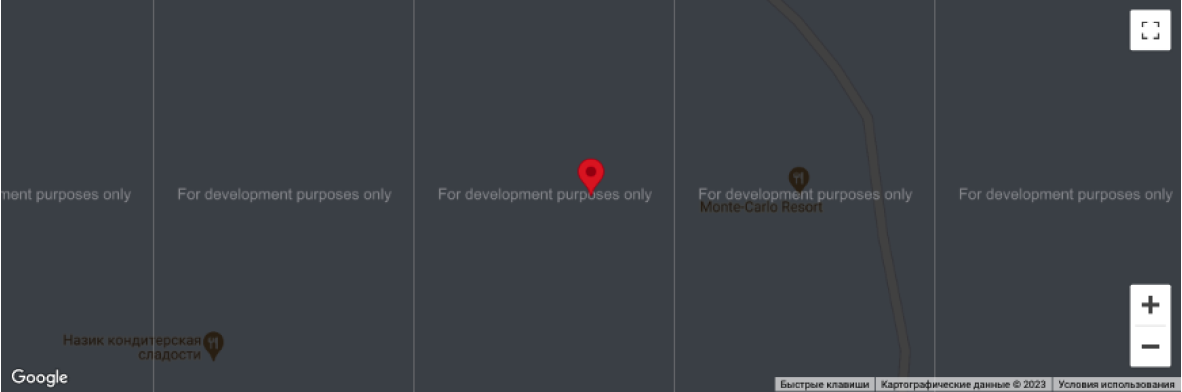 ment purposes only For development purposes only For development purposes only For development purposes only For development purposes only
Monte-Carlo Resort
Назик кондитерская
сладости
Google
Быстрые клавиши Картографические данные © 2023 Условия использования